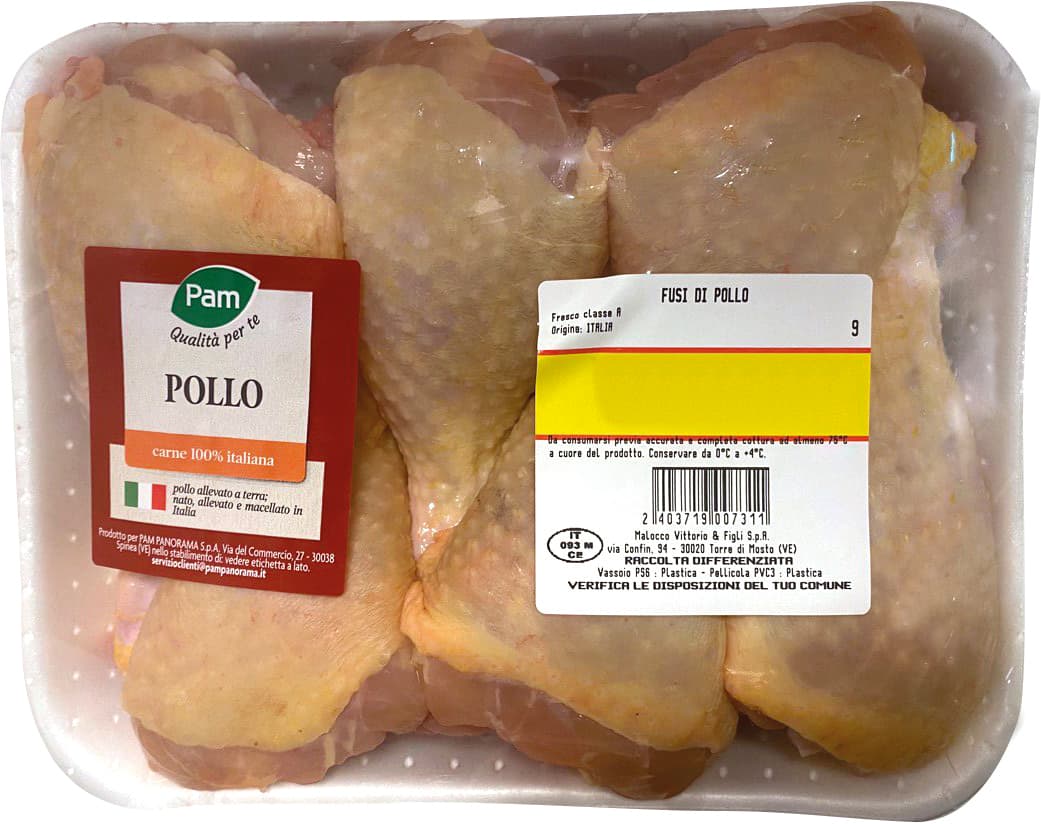 Pam
Qualità per te
POLLO
carne 100% italiana
pollo allevato a terra;
nato, allevato e macellato in
Italia
Prodotto per PAM PANORAMA S.p.A. Via del Commercio, 27 - 30038
Spinea (VE) nello stabilimento di: vedere etichetta a lato.
servizioclienti@pampanorama.it
FUSI DI POLLO
Fresco classe A
Origine: ITALIA
9
Da consumarsi previa accurata e completa cottura ad almeno 75°C
a cuore del prodotto. Conservare da 0°C a +4°C.
2 403719 007311
IT
093 M
CE
Malocco Vittorio & Figli S.p.A.
via Confin, 94 - 30020 Torre di Mosto (VE)
RACCOLTA DIFFERENZIATA
Vassoio PS6 : Plastica - Pellicola PVC3 : Plastica
VERIFICA LE DISPOSIZIONI DEL TUO COMUNE